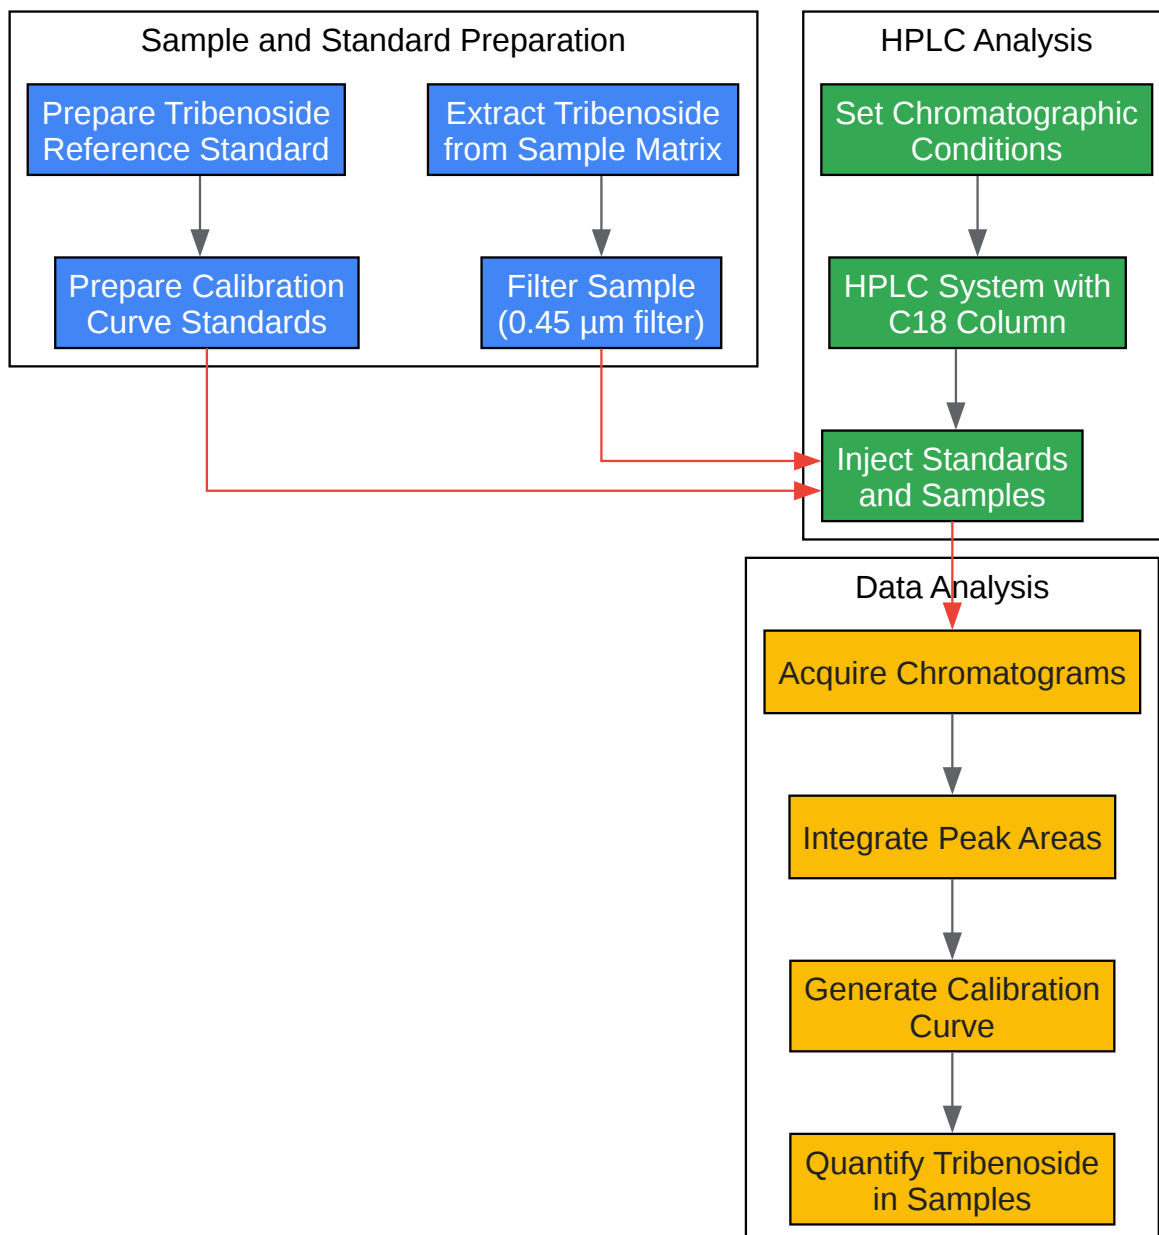 Sample and Standard Preparation
Prepare Tribenoside
Reference Standard
Extract Tribenoside
from Sample Matrix
Prepare Calibration
Curve Standards
Filter Sample
(0.45 µm filter)
HPLC Analysis
Set Chromatographic
Conditions
HPLC System with
C18 Column
Inject Standards
and Samples
Data Analysis
Acquire Chromatograms
Integrate Peak Areas
Generate Calibration
Curve
Quantify Tribenoside
in Samples